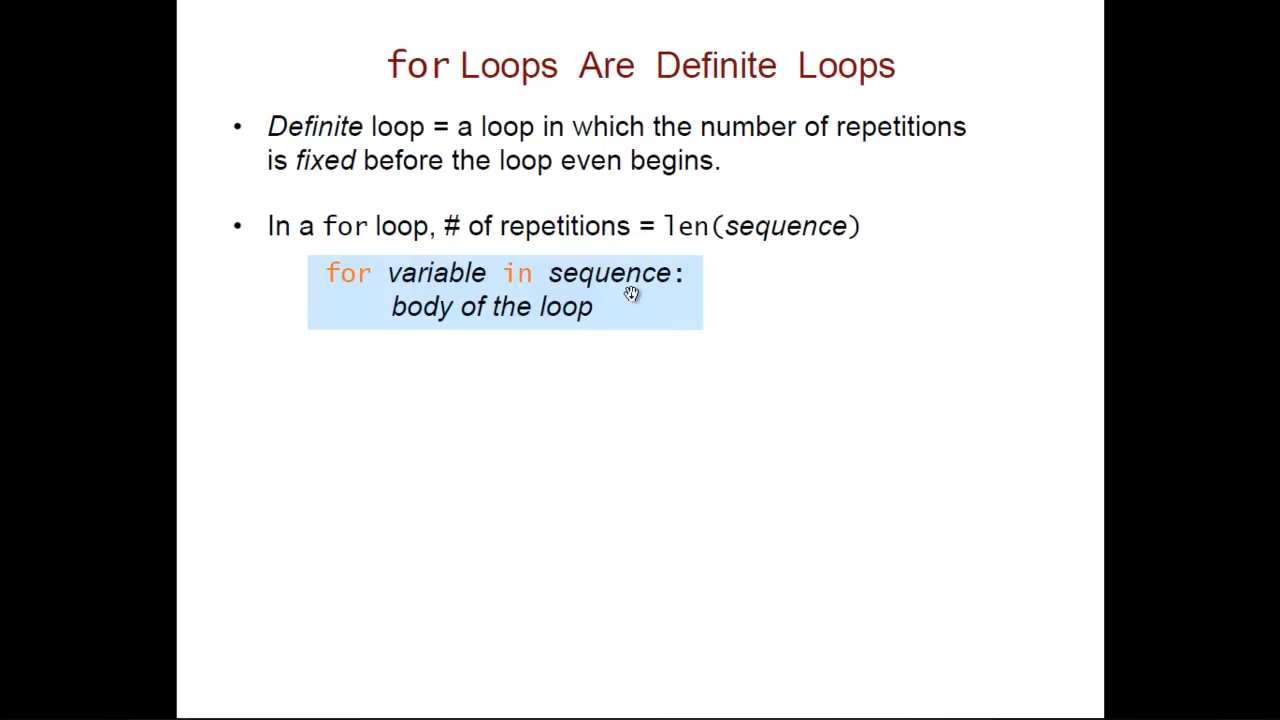 for Loops Are Definite Loops
• Definite loop = a loop in which the number of repetitions
is fixed before the loop even begins.
• In a for loop, # of repetitions = len(sequence)
for variable in sequence:
body of the loop